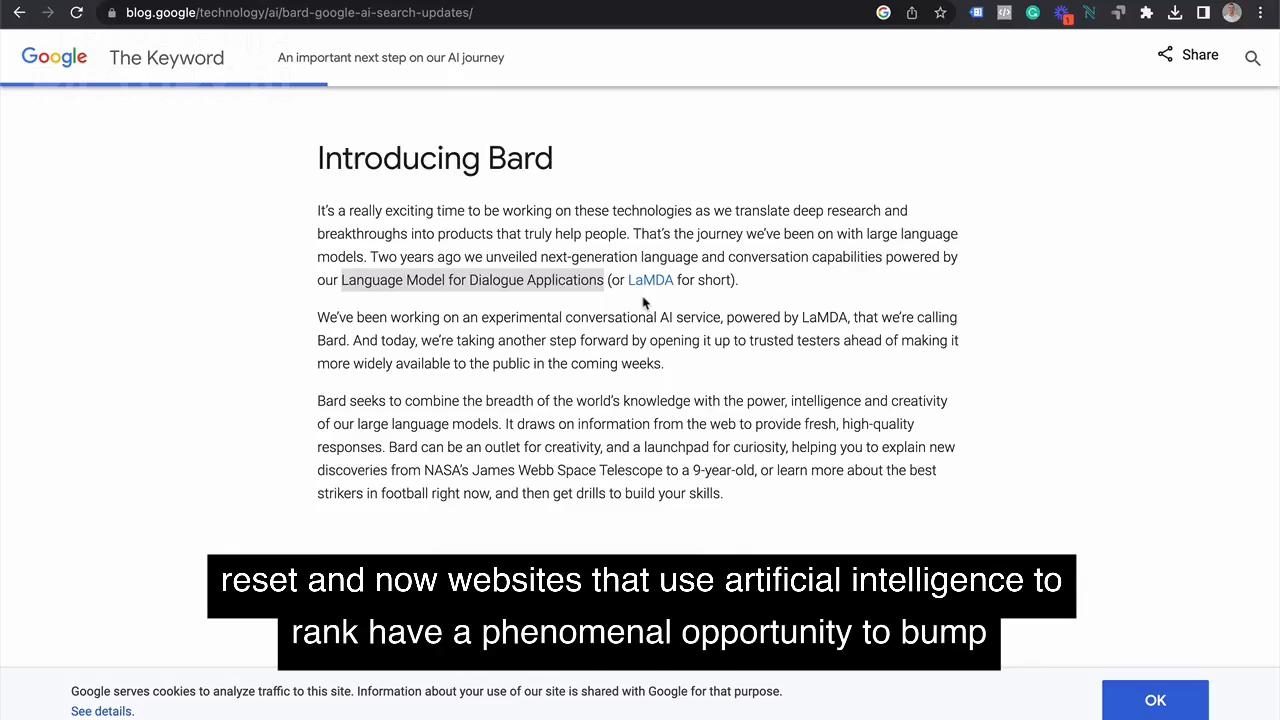 blog.google/technology/ai/bard-google-ai-search-updates/
1
Google The Keyword An important next step on our AI journey Share
Introducing Bard
It's a really exciting time to be working on these technologies as we translate deep research and
breakthroughs into products that truly help people. That's the journey we've been on with large language
models. Two years ago we unveiled next-generation language and conversation capabilities powered by
our Language Model for Dialogue Applications (or LaMDA for short).
We've been working on an experimental conversational AI service, powered by LaMDA, that we're calling
Bard. And today, we're taking another step forward by opening it up to trusted testers ahead of making it
more widely available to the public in the coming weeks.
Bard seeks to combine the breadth of the world's knowledge with the power, intelligence and creativity
of our large language models. It draws on information from the web to provide fresh, high-quality
responses. Bard can be an outlet for creativity, and a launchpad for curiosity, helping you to explain new
discoveries from NASA's James Webb Space Telescope to a 9-year-old, or learn more about the best
strikers in football right now, and then get drills to build your skills.
reset and now websites that use artificial intelligence to
rank have a phenomenal opportunity to bump
Google serves cookies to analyze traffic to this site. Information about your use of our site is shared with Google for that purpose.
See details.
OK